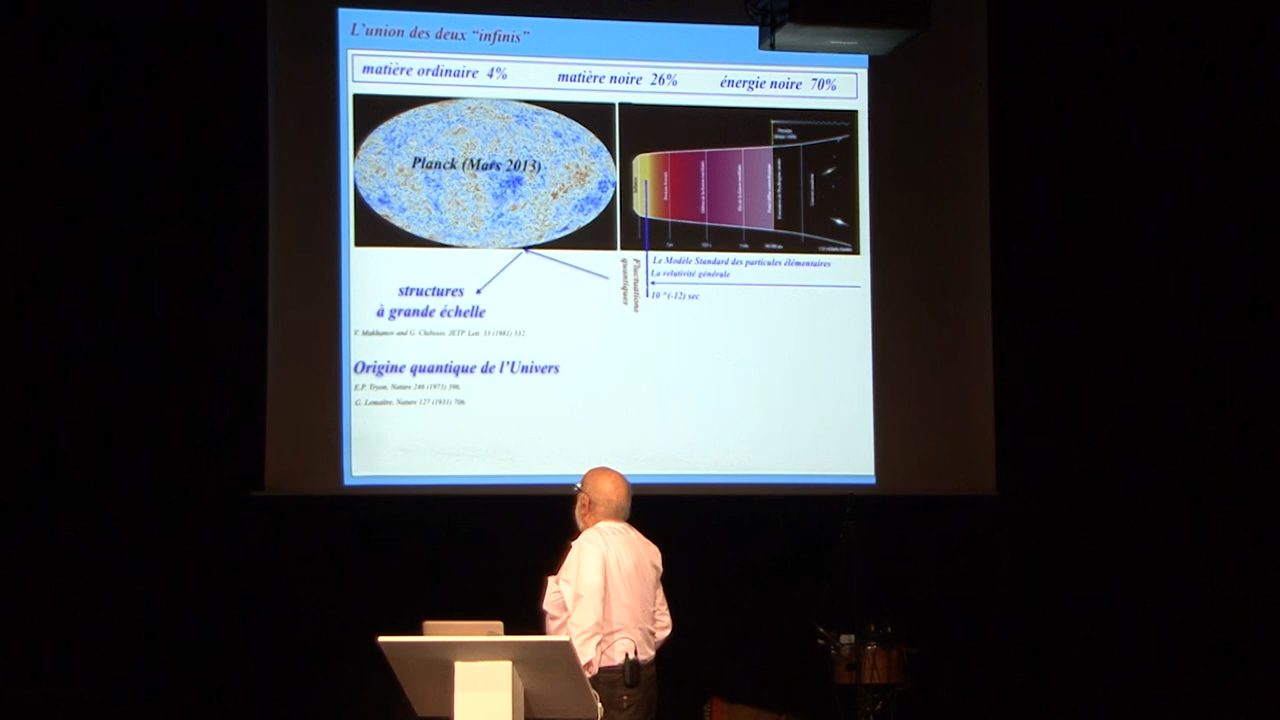 L'union des deux "infinis"
matière ordinaire 4% matière noire 26% énergie noire 70%
Planck (Mars 2013)
Fluctuations
quantiques
Le Modèle Standard des particules élémentaires
La relativité générale
10^(-12) sec
structures
à grande échelle
V. Mukhanov and G. Chibisov, JETP Lett. 33 (1981) 532.
Origine quantique de l'Univers
E.P. Tryon, Nature 246 (1973) 396.
G. Lemaître, Nature 127 (1931) 706.